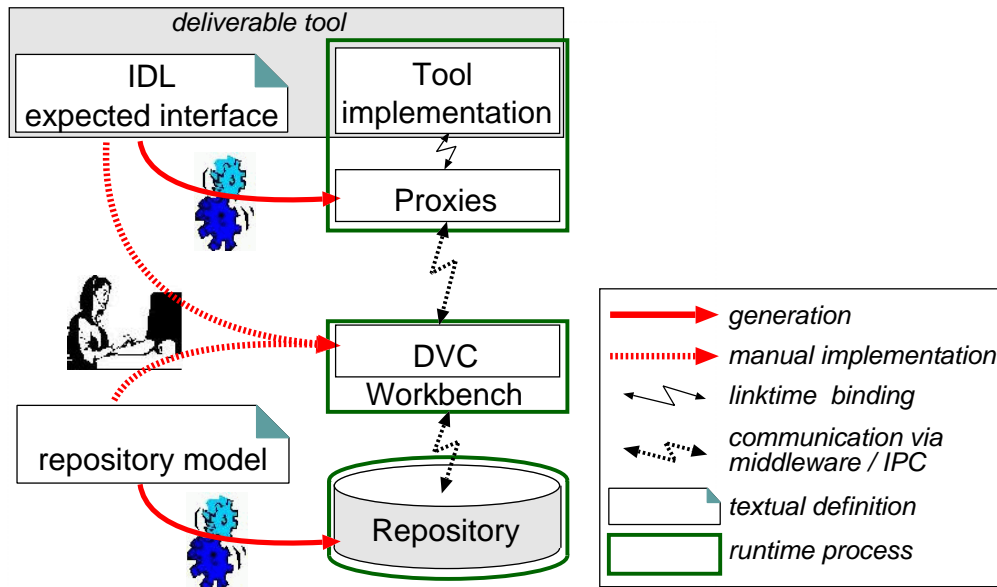 deliverable tool
IDL
expected interface
Tool
implementation
Proxies
DVC
Workbench
repository model
Repository
generation
manual implementation
linktime binding
communication via
middleware / IPC
textual definition
runtime process